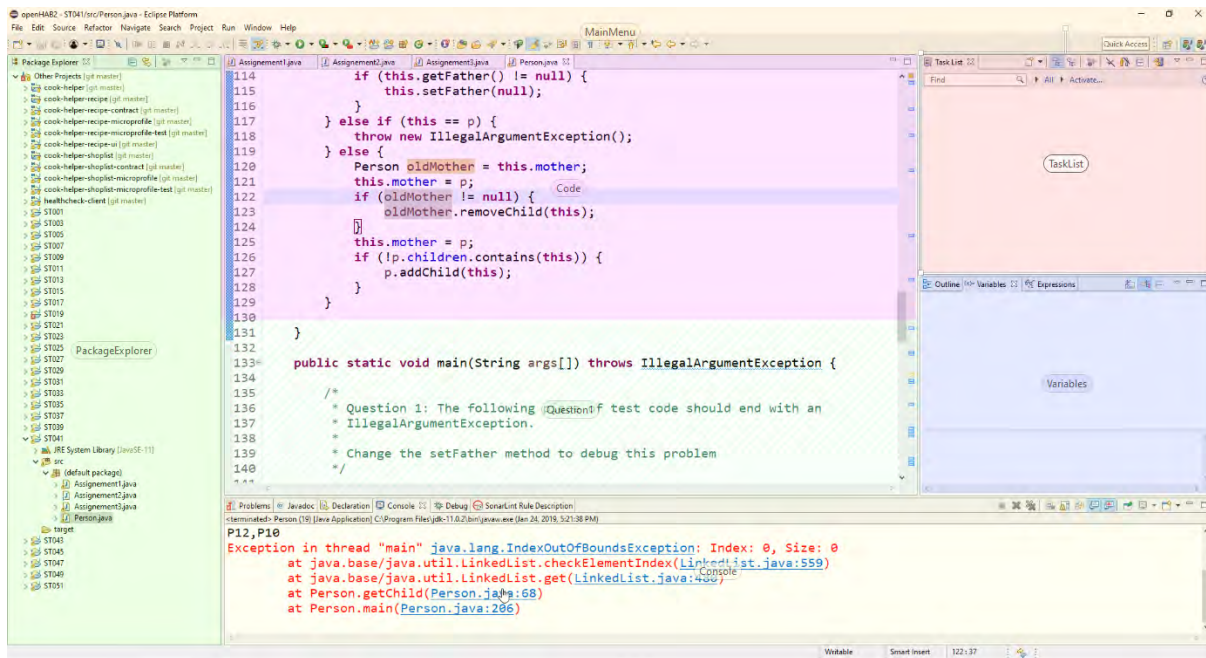 openHAB2 - ST041/src/Person.java - Eclipse Platform
File Edit Source Refactor Navigate Search Project Run Window Help
MainMenu
Quick Access
Package Explorer
Other Projects [git master]
cook-helper [git master]
cook-helper-recipe [git master]
cook-helper-recipe-contract [git master]
cook-helper-recipe-microprofile [git master]
cook-helper-recipe-microprofile-test [git master]
cook-helper-recipe-ui [git master]
cook-helper-shoplist [git master]
cook-helper-shoplist-contract [git master]
cook-helper-shoplist-microprofile [git master]
cook-helper-shoplist-microprofile-test [git master]
healthcheck-client [git master]
ST001
ST003
ST005
ST007
ST009
ST011
ST013
ST015
ST017
ST019
ST021
ST023
ST025
PackageExplorer
ST027
ST029
ST031
ST033
ST035
ST037
ST039
ST041
JRE System Library [JavaSE-11]
src
(default package)
Assignement1.java
Assignement2.java
Assignement3.java
Person.java
target
ST043
ST045
ST047
ST049
ST051
Assignement1.java Assignement2.java Assignement3.java Person.java
114 if (this.getFather() != null) {
115 this.setFather(null);
116 }
117 } else if (this == p) {
118 throw new IllegalArgumentException();
119 } else {
120 Person oldMother = this.mother;
121 this.mother = p;
Code
122 if (oldMother != null) {
123 oldMother.removeChild(this);
124 }
125 this.mother = p;
126 if (!p.children.contains(this)) {
127 p.addChild(this);
128 }
129 }
130
131 }
132
133 public static void main(String args[]) throws IllegalArgumentException {
134
135 /*
136 * Question 1: The following Question1 f test code should end with an
137 * IllegalArgumentException.
138 *
139 * Change the setFather method to debug this problem
140 */
Task List
Find All Activate...
TaskList
Outline Variables Expressions
Variables
Problems Javadoc Declaration Console Debug SonarLint Rule Description
<terminated> Person (19) [Java Application] C:\Program Files\jdk-11.0.2\bin\javaw.exe (Jan 24, 2019, 5:21:38 PM)
P12,P10
Exception in thread "main" java.lang.IndexOutOfBoundsException: Index: 0, Size: 0
at java.base/java.util.LinkedList.checkElementIndex(LinkedList.java:559)
Console
at java.base/java.util.LinkedList.get(LinkedList.java:480)
at Person.getChild(Person.java:68)
at Person.main(Person.java:206)
Writable Smart Insert 122:37